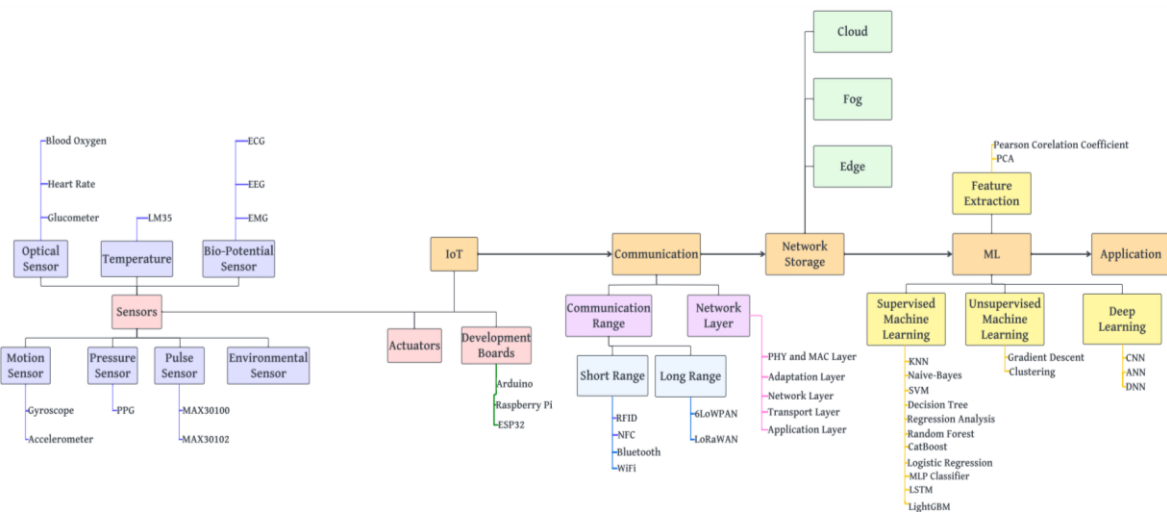 Cloud
Fog
Edge
Blood Oxygen
Heart Rate
Glucometer
LM35
ECG
EEG
EMG
Pearson Corelation Coefficient
PCA
Feature
Extraction
Optical
Sensor
Temperature
Bio-Potential
Sensor
IoT
Communication
Network
Storage
ML
Application
Sensors
Actuators
Development
Boards
Communication
Range
Network
Layer
Supervised
Machine
Learning
Unsupervised
Machine
Learning
Deep
Learning
Motion
Sensor
Pressure
Sensor
Pulse
Sensor
Environmental
Sensor
Gyroscope
Accelerometer
PPG
MAX30100
MAX30102
Arduino
Raspberry Pi
ESP32
Short Range
Long Range
RFID
NFC
Bluetooth
WiFi
6LoWPAN
LoRaWAN
PHY and MAC Layer
Adaptation Layer
Network Layer
Transport Layer
Application Layer
KNN
Naive-Bayes
SVM
Decision Tree
Regression Analysis
Random Forest
CatBoost
Logistic Regression
MLP Classifier
LSTM
LightGBM
Gradient Descent
Clustering
CNN
ANN
DNN